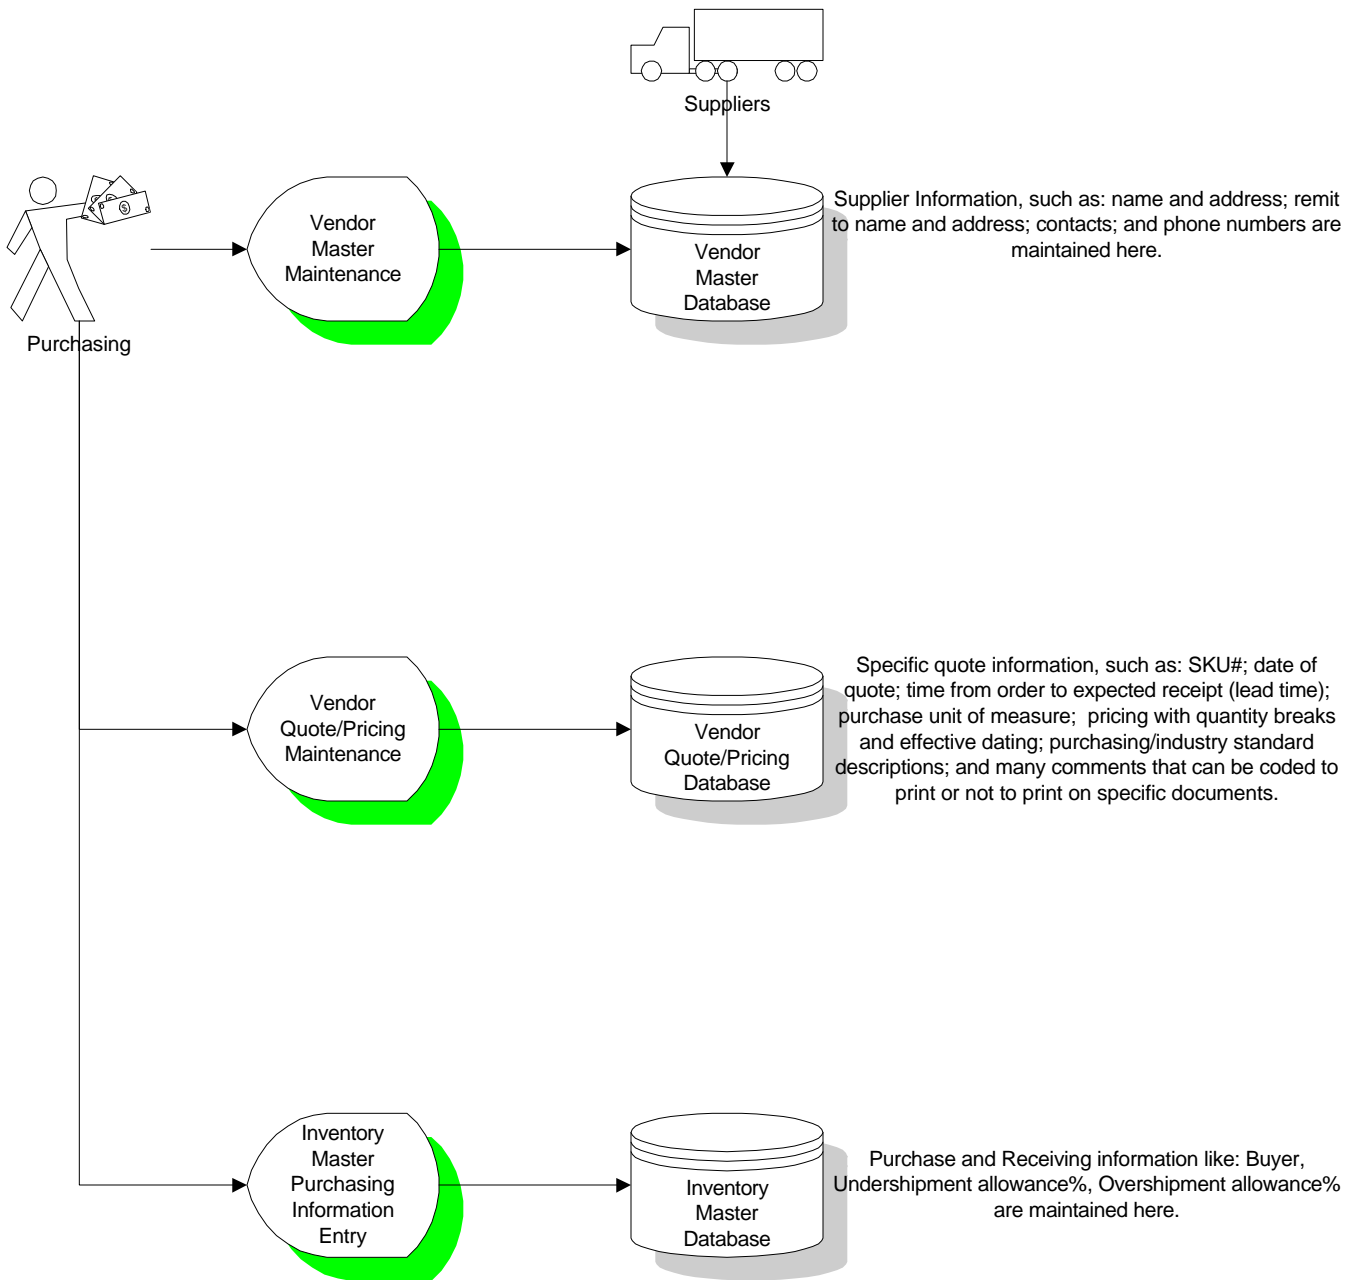 Suppliers
Purchasing
Vendor
Master
Maintenance
Vendor
Master
Database
Supplier Information, such as: name and address; remit
to name and address; contacts; and phone numbers are
maintained here.
Vendor
Quote/Pricing
Maintenance
Vendor
Quote/Pricing
Database
Specific quote information, such as: SKU#; date of
quote; time from order to expected receipt (lead time);
purchase unit of measure;  pricing with quantity breaks
and effective dating; purchasing/industry standard
descriptions; and many comments that can be coded to
print or not to print on specific documents.
Inventory
Master
Purchasing
Information
Entry
Inventory
Master
Database
Purchase and Receiving information like: Buyer,
Undershipment allowance%, Overshipment allowance%
are maintained here.